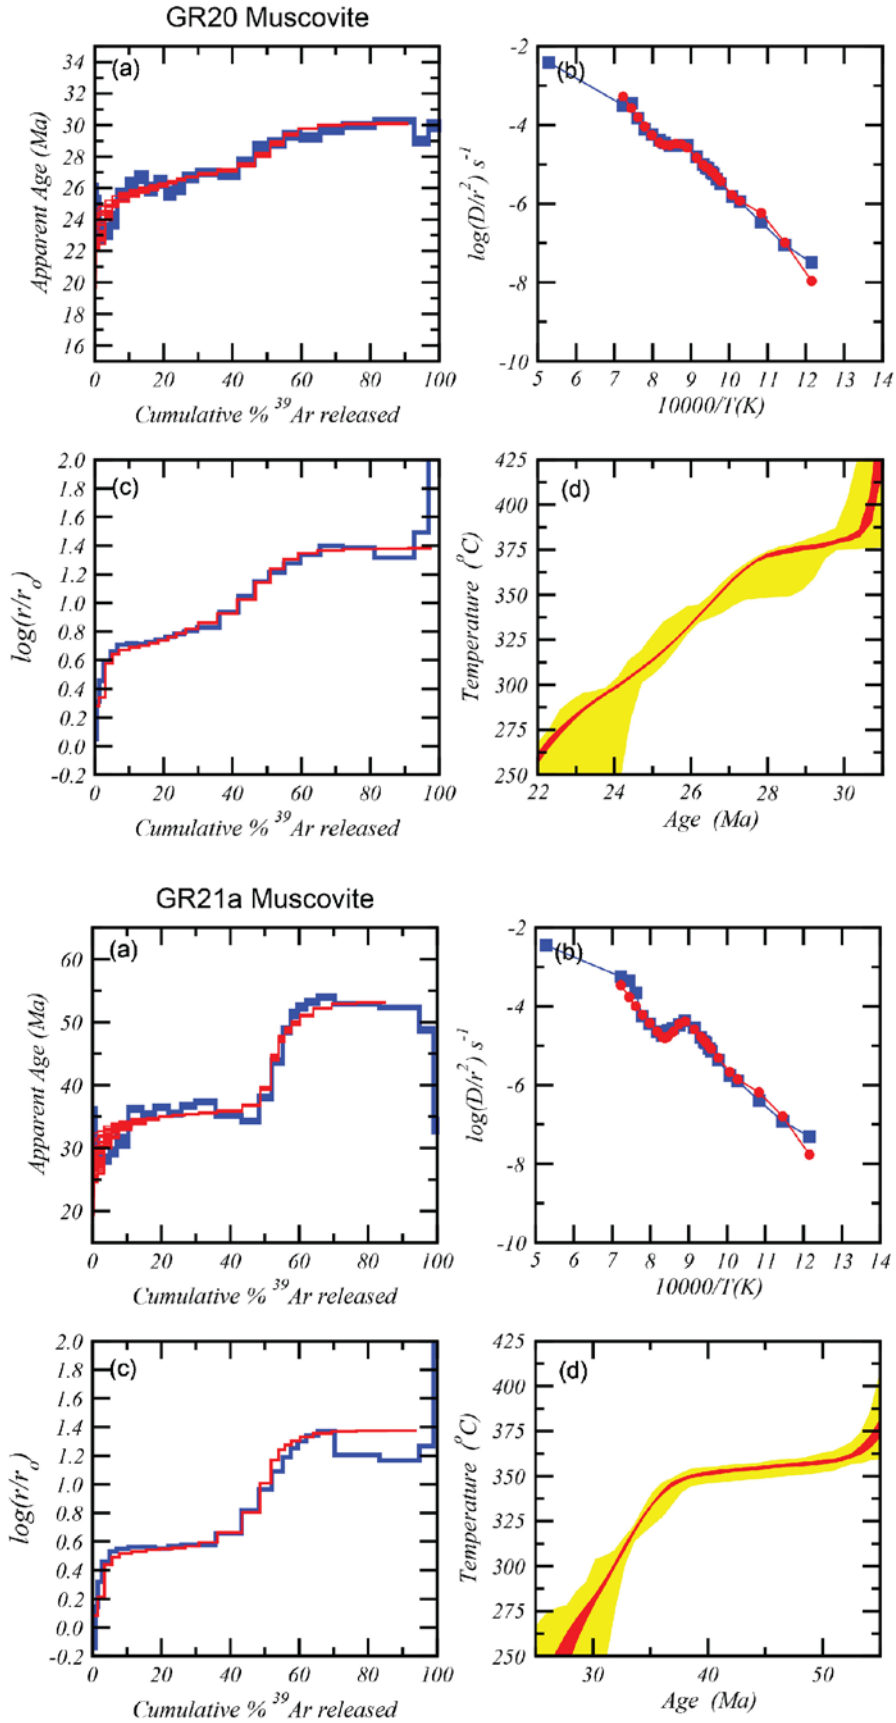 GR20 Muscovite
(a)
34
32
30
28
26
24
22
20
18
16
Apparent Age (Ma)
0 20 40 60 80 100
Cumulative % 39Ar released
(b)
-2
-4
-6
-8
-10
log(D/r2) s-1
5 6 7 8 9 10 11 12 13 14
10000/T(K)
(c)
2.0
1.8
1.6
1.4
1.2
1.0
0.8
0.6
0.4
0.2
0.0
-0.2
log(r/ro)
0 20 40 60 80 100
Cumulative % 39Ar released
(d)
425
400
375
350
325
300
275
250
Temperature (oC)
22 24 26 28 30
Age (Ma)
GR21a Muscovite
(a)
60
50
40
30
20
Apparent Age (Ma)
0 20 40 60 80 100
Cumulative % 39Ar released
(b)
-2
-4
-6
-8
-10
log(D/r2) s-1
5 6 7 8 9 10 11 12 13 14
10000/T(K)
(c)
2.0
1.8
1.6
1.4
1.2
1.0
0.8
0.6
0.4
0.2
0.0
-0.2
log(r/ro)
0 20 40 60 80 100
Cumulative % 39Ar released
(d)
425
400
375
350
325
300
275
250
Temperature (oC)
30 40 50
Age (Ma)